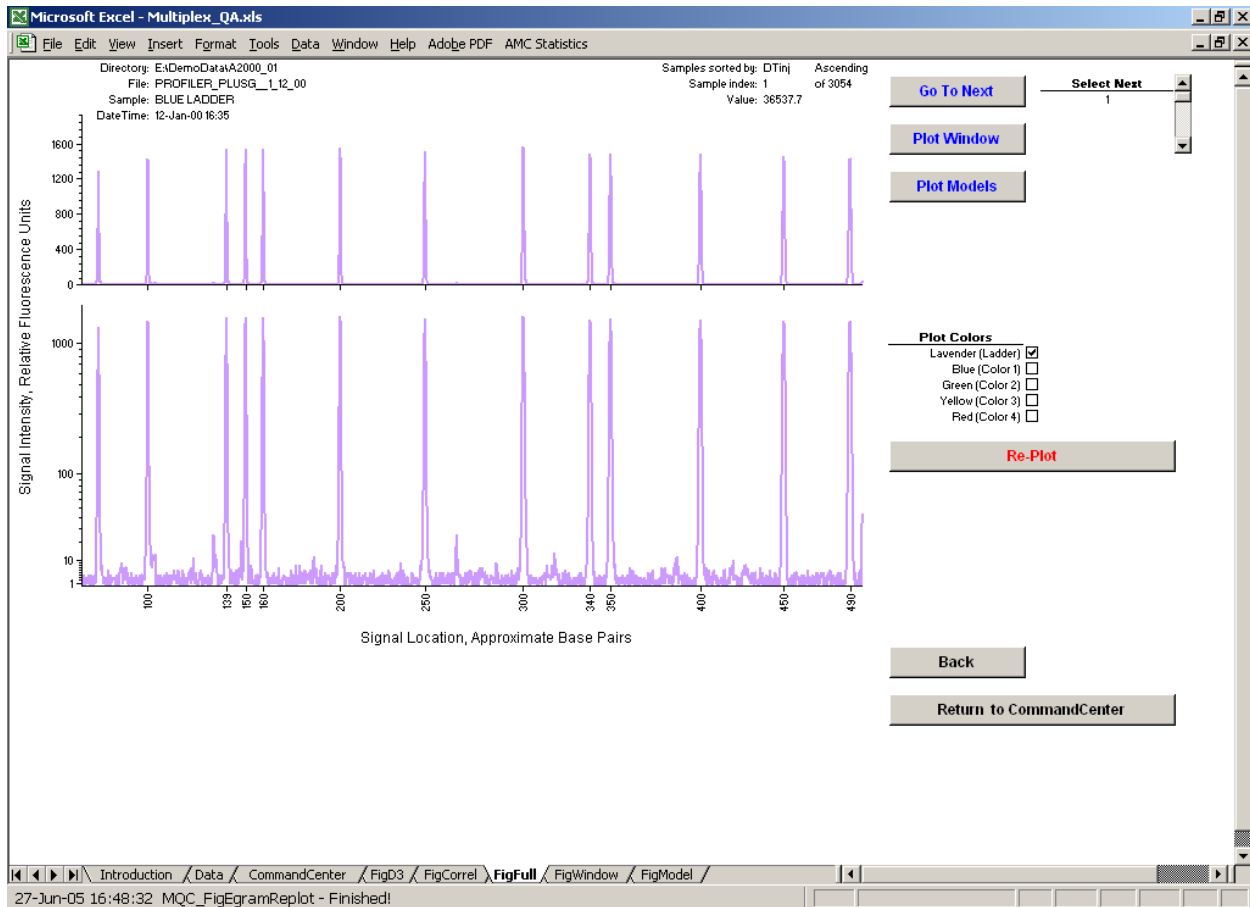 Microsoft Excel - Multiplex_QA.xls
File Edit View Insert Format Tools Data Window Help Adobe PDF AMC Statistics
Directory: E:\DemoData\A2000_01
File: PROFILER_PLUSG__1_12_00
Sample: BLUE LADDER
DateTime: 12-Jan-00 16:35
Samples sorted by: DTinj Ascending
Sample index: 1 of 3054
Value: 36537.7
Go To Next
Select Next
1
Plot Window
Plot Models
Signal Intensity, Relative Fluorescence Units
1600
1200
800
400
0
1000
100
10
1
100 139 150 160 200 250 300 340 350 400 450 490
Signal Location, Approximate Base Pairs
Plot Colors
Lavender (Ladder)
Blue (Color 1)
Green (Color 2)
Yellow (Color 3)
Red (Color 4)
Re-Plot
Back
Return to CommandCenter
Introduction Data CommandCenter FigD3 FigCorrel FigFull FigWindow FigModel
27-Jun-05 16:48:32 MQC_FigEgramReplot - Finished!